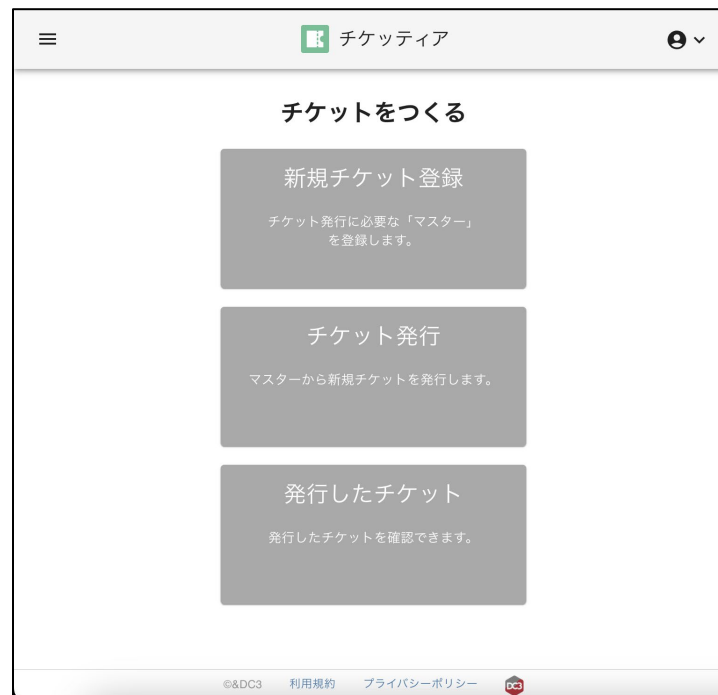 チケッティア
チケットをつくる
新規チケット登録
チケット発行に必要な「マスター」
を登録します。
チケット発行
マスターから新規チケットを発行します。
発行したチケット
発行したチケットを確認できます。
©&DC3 利用規約 プライバシーポリシー DC3